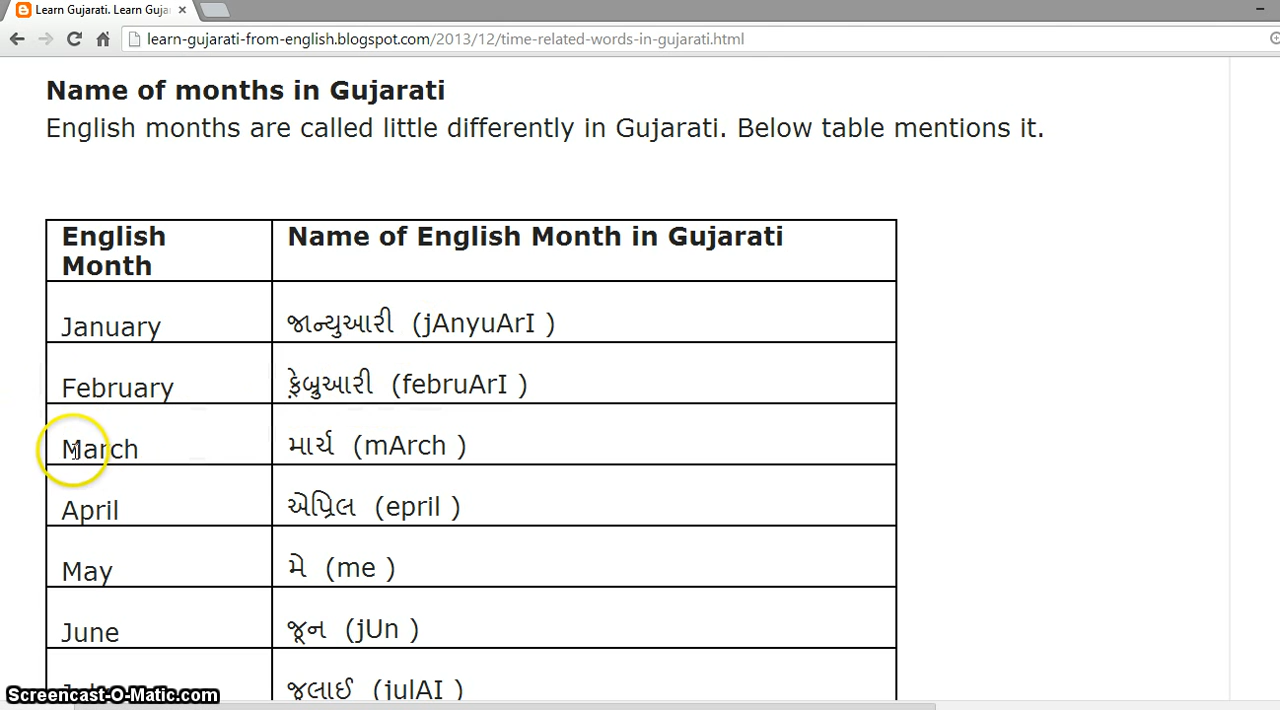 Learn Gujarati. Learn Guja
learn-gujarati-from-english.blogspot.com/2013/12/time-related-words-in-gujarati.html
Name of months in Gujarati
English months are called little differently in Gujarati. Below table mentions it.
English Month Name of English Month in Gujarati
January જાન્યુઆરી (jAnyuArI )
February ફ઼ેબ્રુઆરી (februArI )
March માર્ચ (mArch )
April એપ્રિલ (epril )
May મે (me )
June જૂન (jUn )
જુલાઈ (julAI )
Screencast-O-Matic.com